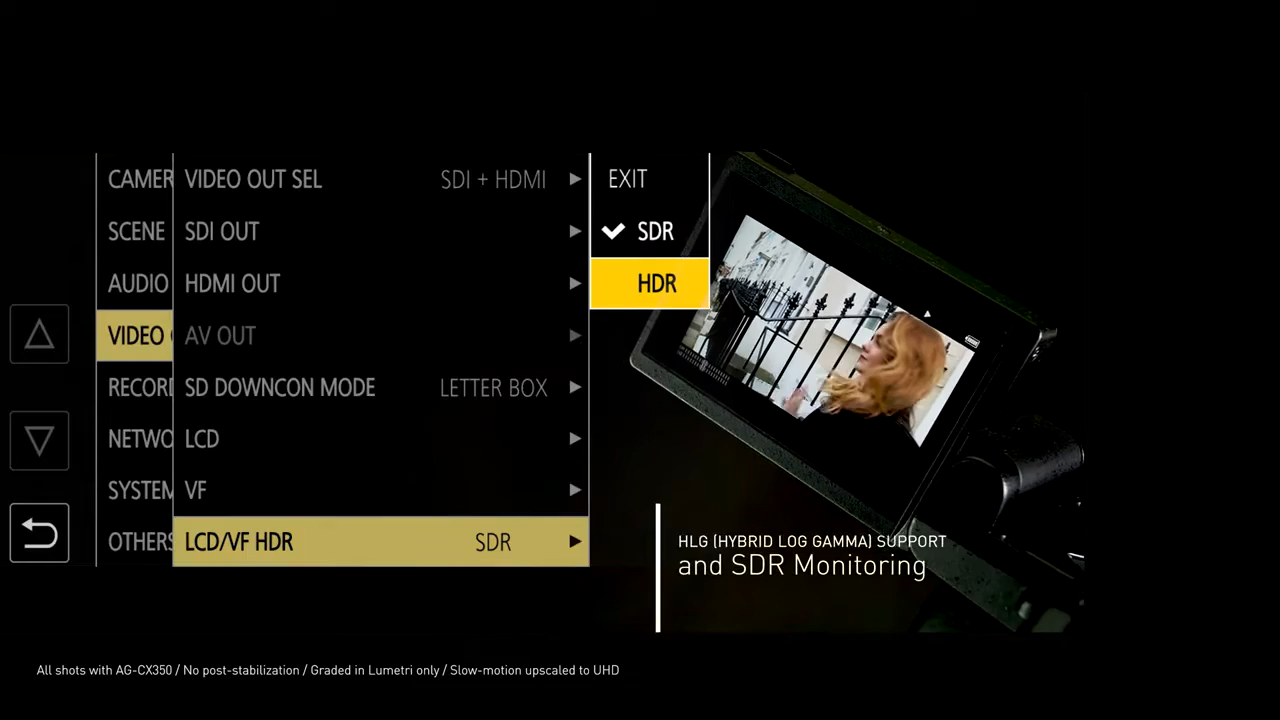 CAMER
SCENE
AUDIO
VIDEO
RECORD
NETWO
SYSTEM
OTHERS
VIDEO OUT SEL SDI + HDMI
SDI OUT
HDMI OUT
AV OUT
SD DOWNCON MODE LETTER BOX
LCD
VF
LCD/VF HDR SDR
EXIT
SDR
HDR
HLG (HYBRID LOG GAMMA) SUPPORT
and SDR Monitoring
All shots with AG-CX350 / No post-stabilization / Graded in Lumetri only / Slow-motion upscaled to UHD